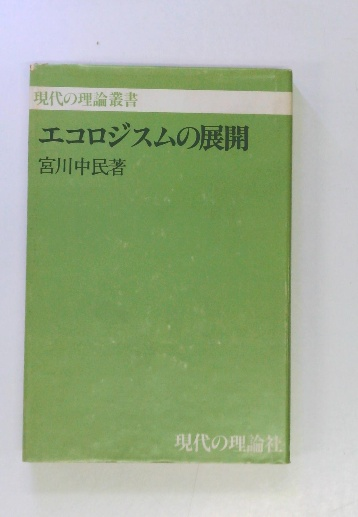 現代の理論叢書
エコロジスムの展開
宮川中民著
現代の理論社